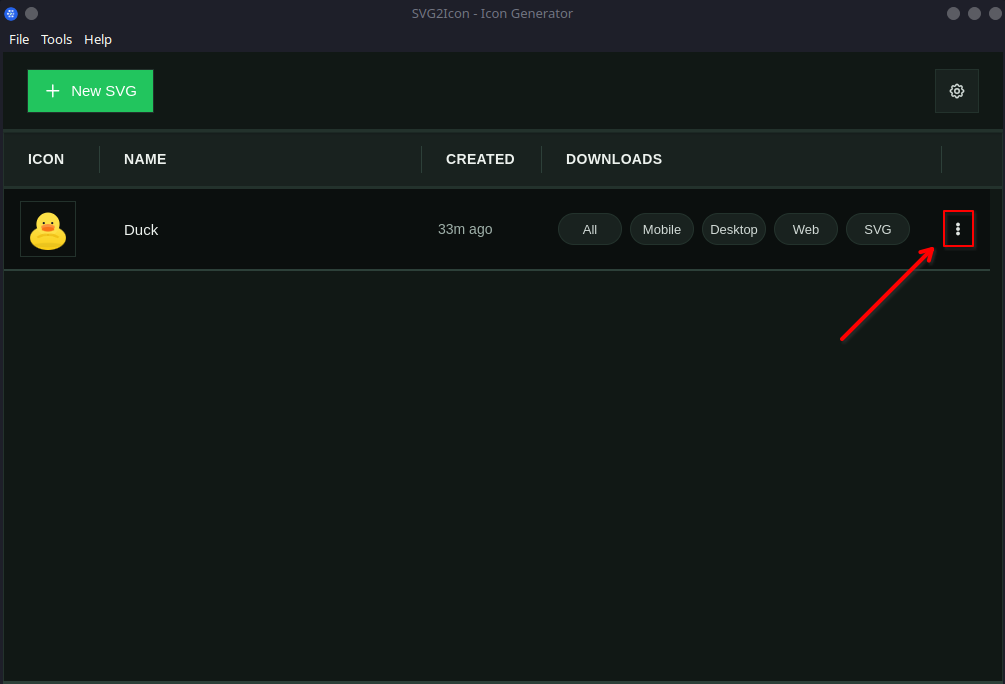 SVG2Icon - Icon Generator
File Tools Help
New SVG
ICON NAME CREATED DOWNLOADS
Duck 33m ago All Mobile Desktop Web SVG